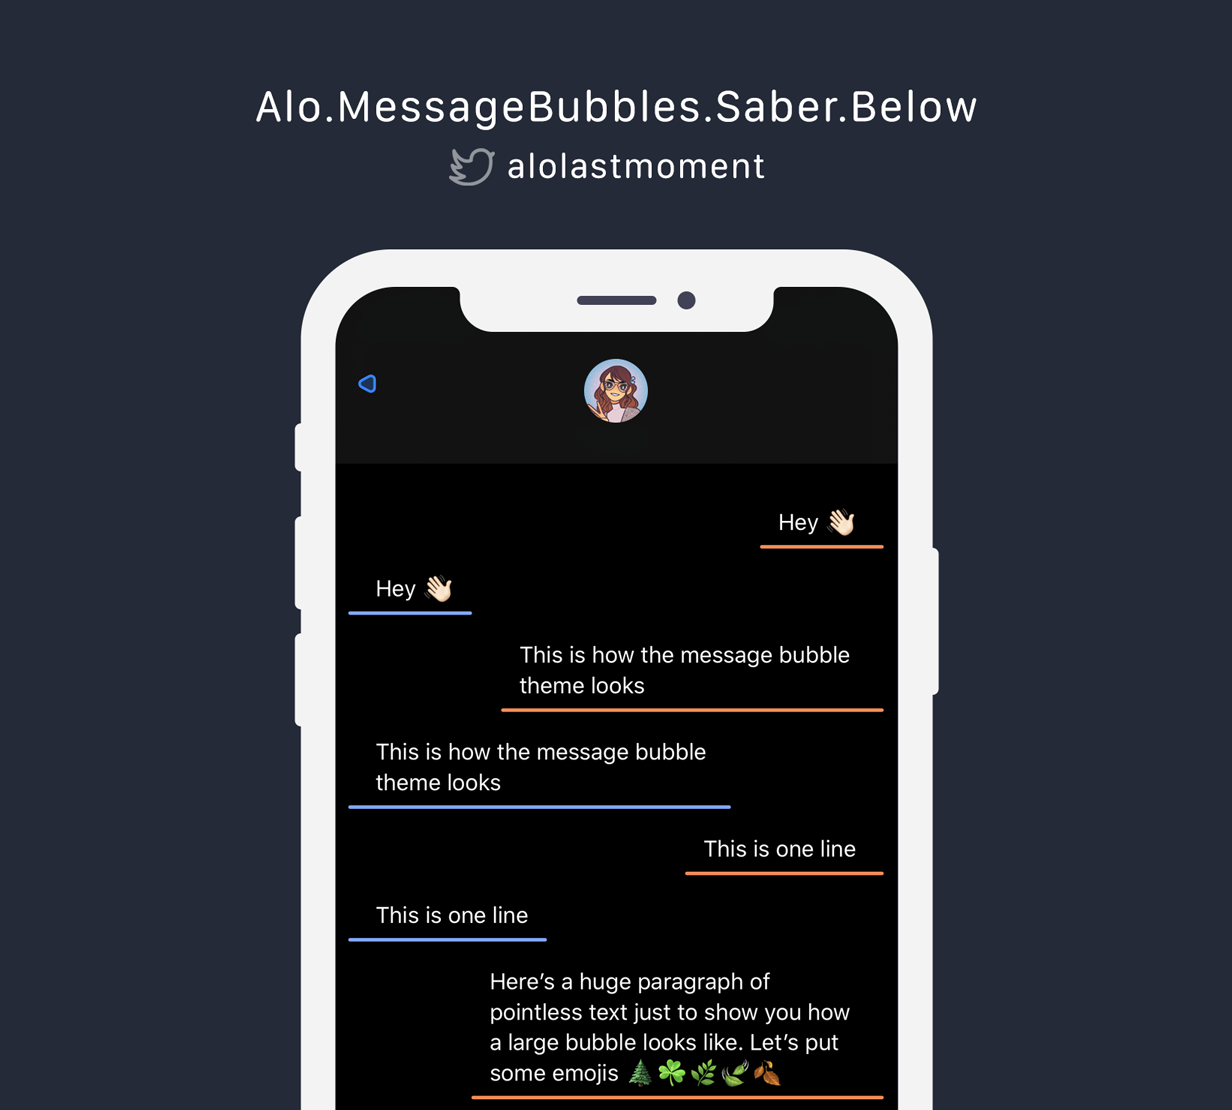 Alo.MessageBubbles.Saber.Below
alolastmoment
Hey 👋🏻
Hey 👋🏻
This is how the message bubble
theme looks
This is how the message bubble
theme looks
This is one line
This is one line
Here’s a huge paragraph of
pointless text just to show you how
a large bubble looks like. Let’s put
some emojis 🌲☘️🌿🍃🍂